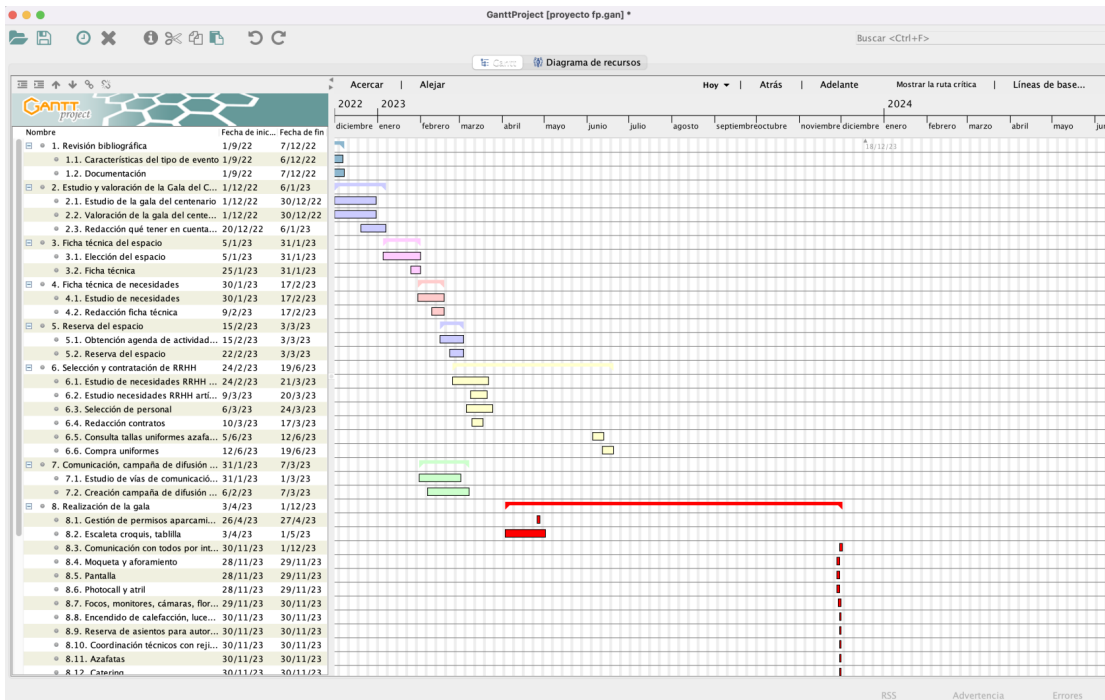 GanttProject [proyecto fp.gan] *
Buscar <Ctrl+F>
Gantt
Diagrama de recursos
Acercar | Alejar
Hoy | Atrás | Adelante Mostrar la ruta crítica | Líneas de base...
GANTT project
2022 2023 2024
diciembre enero febrero marzo abril mayo junio julio agosto septiembre octubre noviembre diciembre enero febrero marzo abril mayo
18/12/23
Nombre Fecha de inic... Fecha de fin
1. Revisión bibliográfica 1/9/22 7/12/22
1.1. Características del tipo de evento 1/9/22 6/12/22
1.2. Documentación 1/9/22 7/12/22
2. Estudio y valoración de la Gala del C... 1/12/22 6/1/23
2.1. Estudio de la gala del centenario 1/12/22 30/12/22
2.2. Valoración de la gala del cente... 1/12/22 30/12/22
2.3. Redacción qué tener en cuenta... 20/12/22 6/1/23
3. Ficha técnica del espacio 5/1/23 31/1/23
3.1. Elección del espacio 5/1/23 31/1/23
3.2. Ficha técnica 25/1/23 31/1/23
4. Ficha técnica de necesidades 30/1/23 17/2/23
4.1. Estudio de necesidades 30/1/23 17/2/23
4.2. Redacción ficha técnica 9/2/23 17/2/23
5. Reserva del espacio 15/2/23 3/3/23
5.1. Obtención agenda de actividad... 15/2/23 3/3/23
5.2. Reserva del espacio 22/2/23 3/3/23
6. Selección y contratación de RRHH 24/2/23 19/6/23
6.1. Estudio de necesidades RRHH ... 24/2/23 21/3/23
6.2. Estudio necesidades RRHH artí... 9/3/23 20/3/23
6.3. Selección de personal 6/3/23 24/3/23
6.4. Redacción contratos 10/3/23 17/3/23
6.5. Consulta tallas uniformes azafa... 5/6/23 12/6/23
6.6. Compra uniformes 12/6/23 19/6/23
7. Comunicación, campaña de difusión ... 31/1/23 7/3/23
7.1. Estudio de vías de comunicació... 31/1/23 1/3/23
7.2. Creación campaña de difusión ... 6/2/23 7/3/23
8. Realización de la gala 3/4/23 1/12/23
8.1. Gestión de permisos aparcami... 26/4/23 27/4/23
8.2. Escaleta croquis, tablilla 3/4/23 1/5/23
8.3. Comunicación con todos por int... 30/11/23 1/12/23
8.4. Moqueta y aforamiento 28/11/23 29/11/23
8.5. Pantalla 28/11/23 29/11/23
8.6. Photocall y atril 28/11/23 29/11/23
8.7. Focos, monitores, cámaras, flor... 29/11/23 30/11/23
8.8. Encendido de calefacción, luce... 30/11/23 30/11/23
8.9. Reserva de asientos para autor... 30/11/23 30/11/23
8.10. Coordinación técnicos con reji... 30/11/23 30/11/23
8.11. Azafatas 30/11/23 30/11/23
8.12. Catering 30/11/23 30/11/23
RSS Advertencia Errores